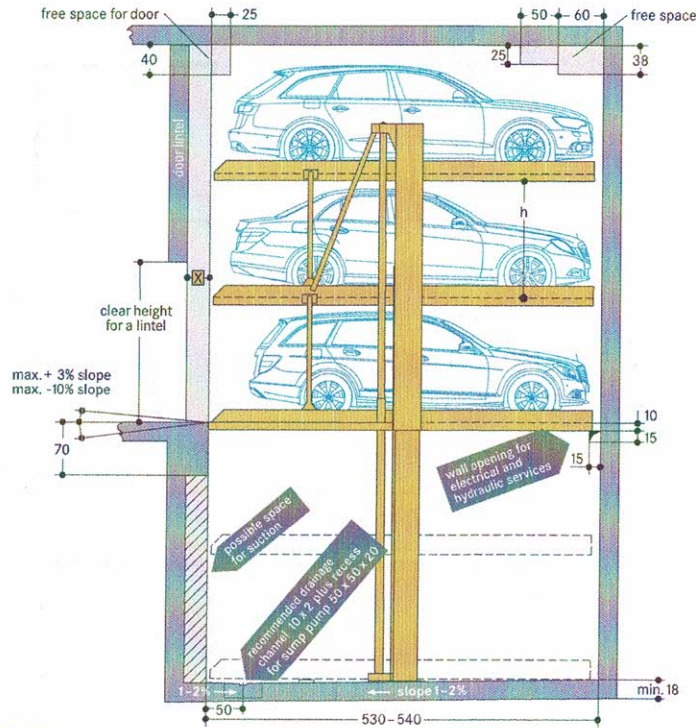 free space for door
25
50
60
free space
40
25
38
door lintel
h
X
clear height
for a lintel
max. + 3% slope
max. -10% slope
70
10
15
15
wall opening for
electrical and
hydraulic services
possible space
for suction
recommended drainage
channel 10 x 2 plus recess
for sump pump 50 x 50 x 20
1-2%
slope 1-2%
min. 18
50
530-540